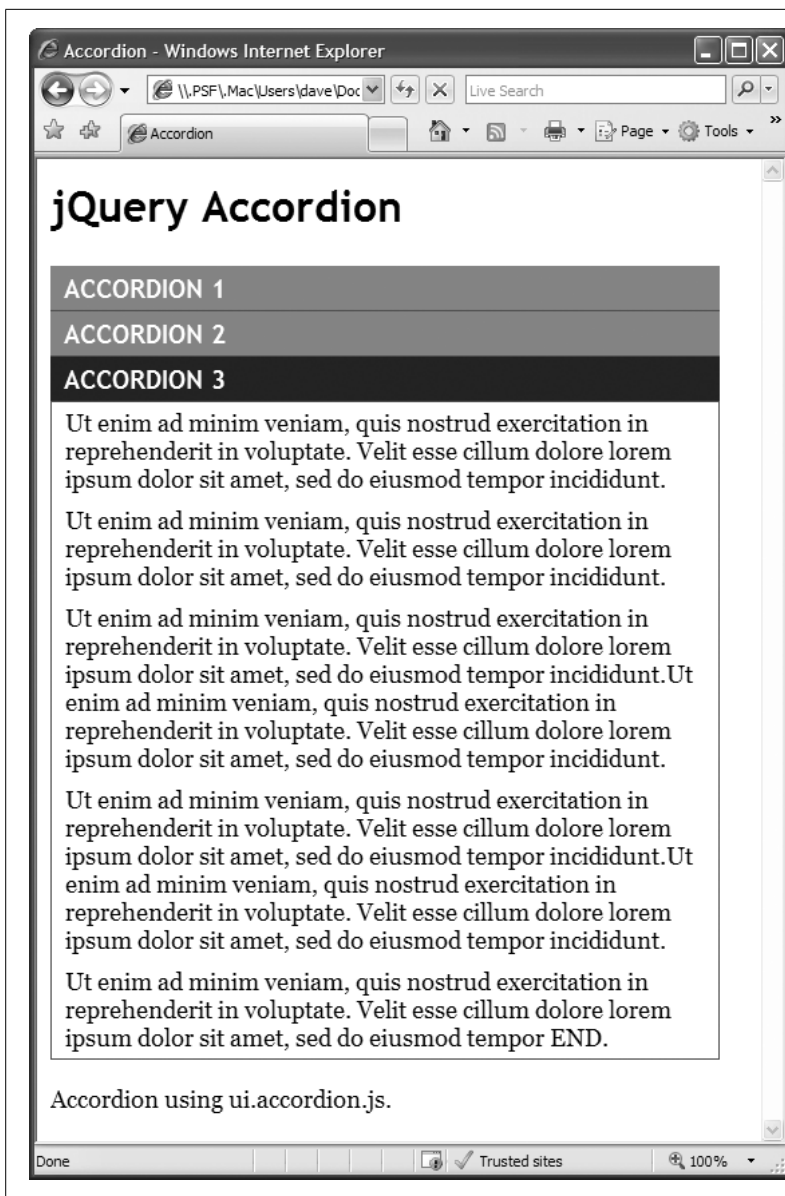 Accordion - Windows Internet Explorer
\\.PSF\.Mac\Users\dave\Doc
Live Search
Accordion
Page
Tools
»
jQuery Accordion
ACCORDION 1
ACCORDION 2
ACCORDION 3
Ut enim ad minim veniam, quis nostrud exercitation in
reprehenderit in voluptate. Velit esse cillum dolore lorem
ipsum dolor sit amet, sed do eiusmod tempor incididunt.
Ut enim ad minim veniam, quis nostrud exercitation in
reprehenderit in voluptate. Velit esse cillum dolore lorem
ipsum dolor sit amet, sed do eiusmod tempor incididunt.
Ut enim ad minim veniam, quis nostrud exercitation in
reprehenderit in voluptate. Velit esse cillum dolore lorem
ipsum dolor sit amet, sed do eiusmod tempor incididunt.Ut
enim ad minim veniam, quis nostrud exercitation in
reprehenderit in voluptate. Velit esse cillum dolore lorem
ipsum dolor sit amet, sed do eiusmod tempor incididunt.
Ut enim ad minim veniam, quis nostrud exercitation in
reprehenderit in voluptate. Velit esse cillum dolore lorem
ipsum dolor sit amet, sed do eiusmod tempor incididunt.Ut
enim ad minim veniam, quis nostrud exercitation in
reprehenderit in voluptate. Velit esse cillum dolore lorem
ipsum dolor sit amet, sed do eiusmod tempor incididunt.
Ut enim ad minim veniam, quis nostrud exercitation in
reprehenderit in voluptate. Velit esse cillum dolore lorem
ipsum dolor sit amet, sed do eiusmod tempor END.
Accordion using ui.accordion.js.
Done
Trusted sites
100%